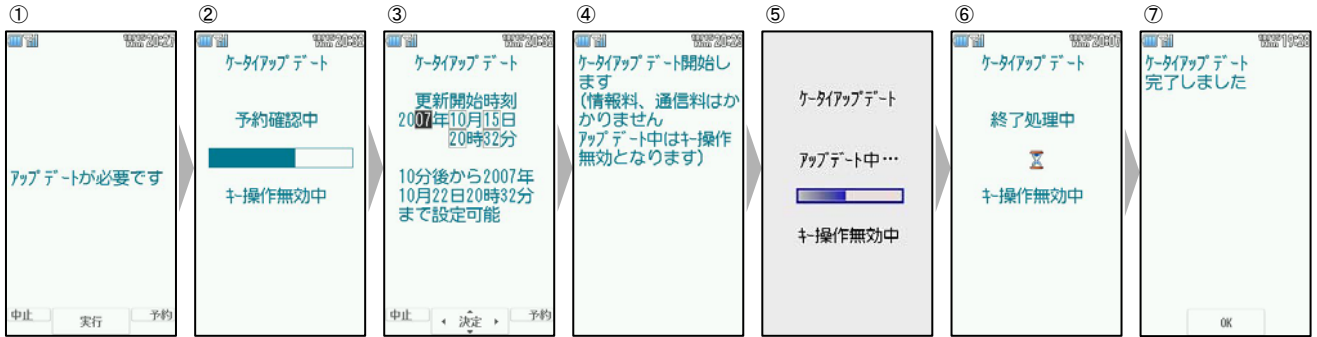 ①
アップデートが必要です
中止
実行
予約
②
ケータイアップデート
予約確認中
キー操作無効中
③
ケータイアップデート
更新開始時刻
2007年10月15日
20時32分
10分後から2007年
10月22日20時32分
まで設定可能
中止
決定
予約
④
ケータイアップデート開始し
ます
(情報料、通信料はか
かりません
アップデート中はキー操作
無効となります)
⑤
ケータイアップデート
アップデート中…
キー操作無効中
⑥
ケータイアップデート
終了処理中
キー操作無効中
⑦
ケータイアップデート
完了しました
OK